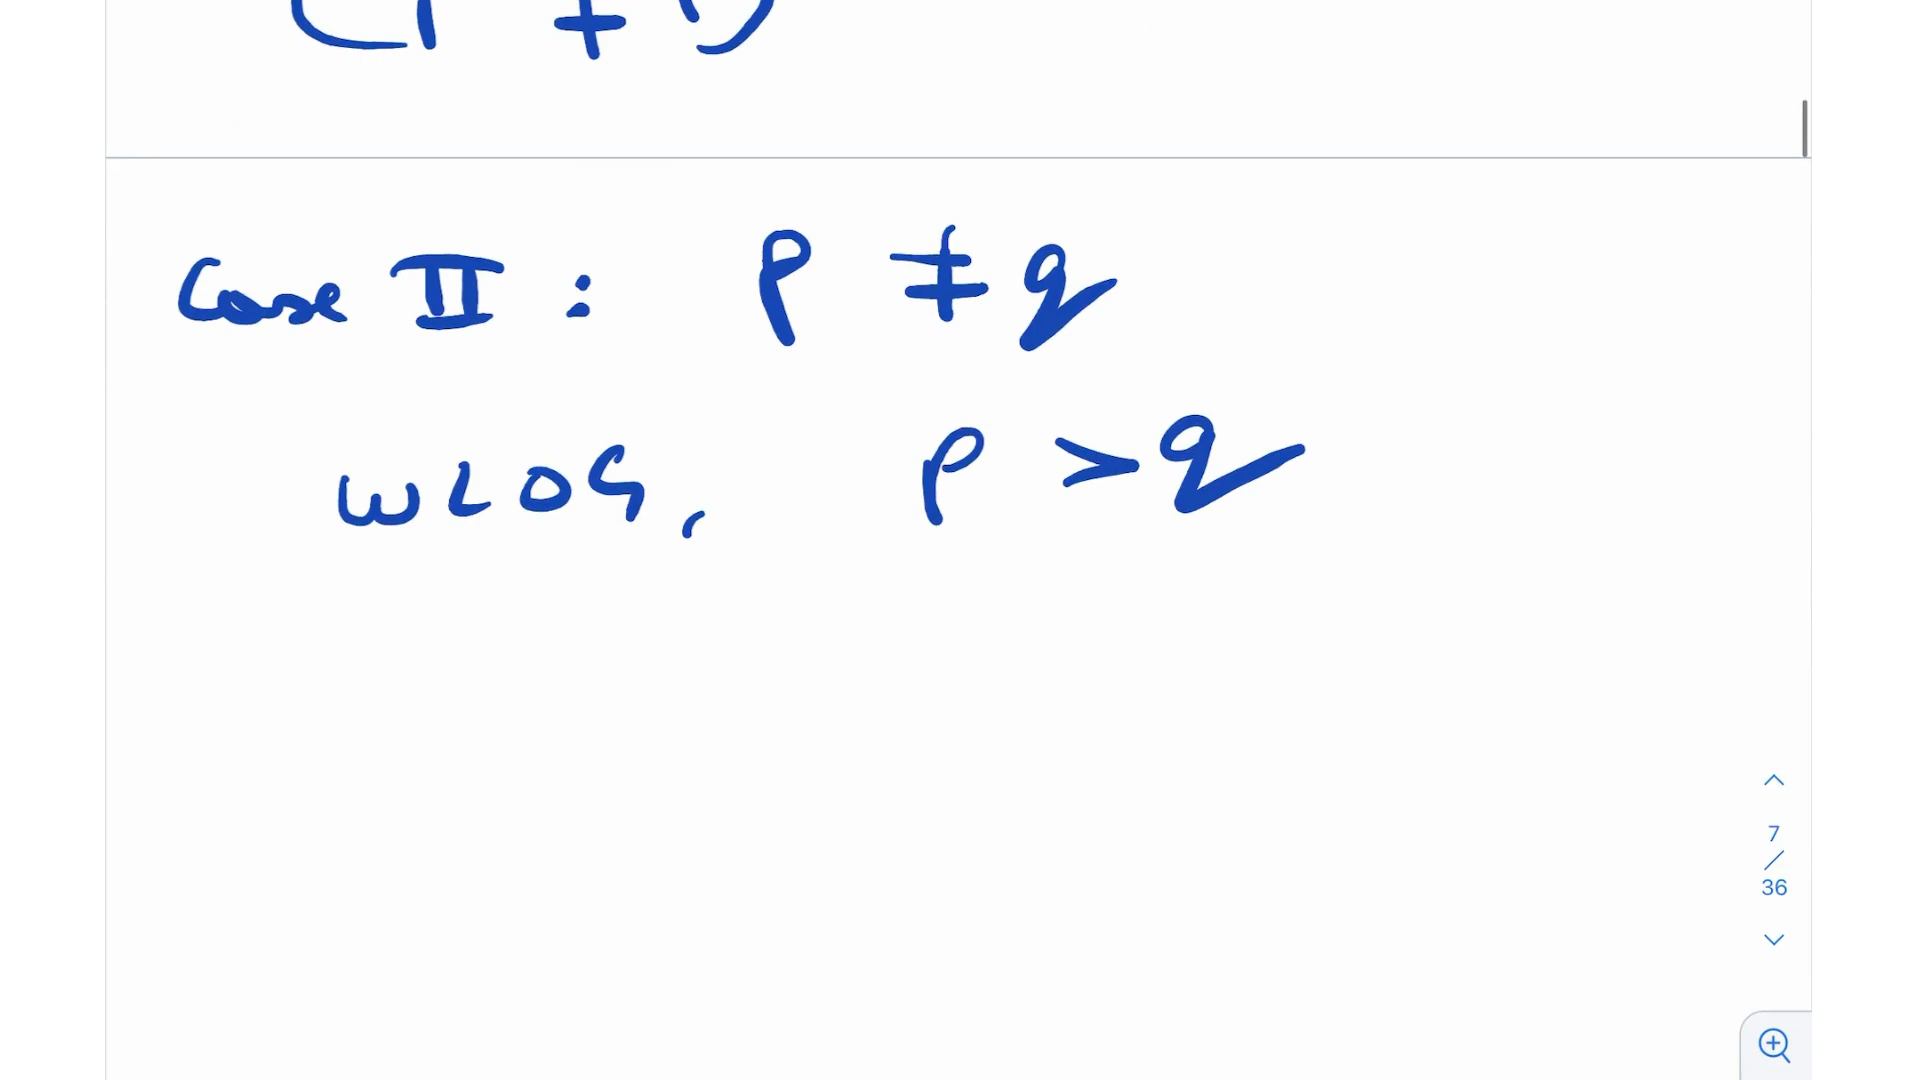 Case II : p ≠ q
WLOG, p > q
7
/
36